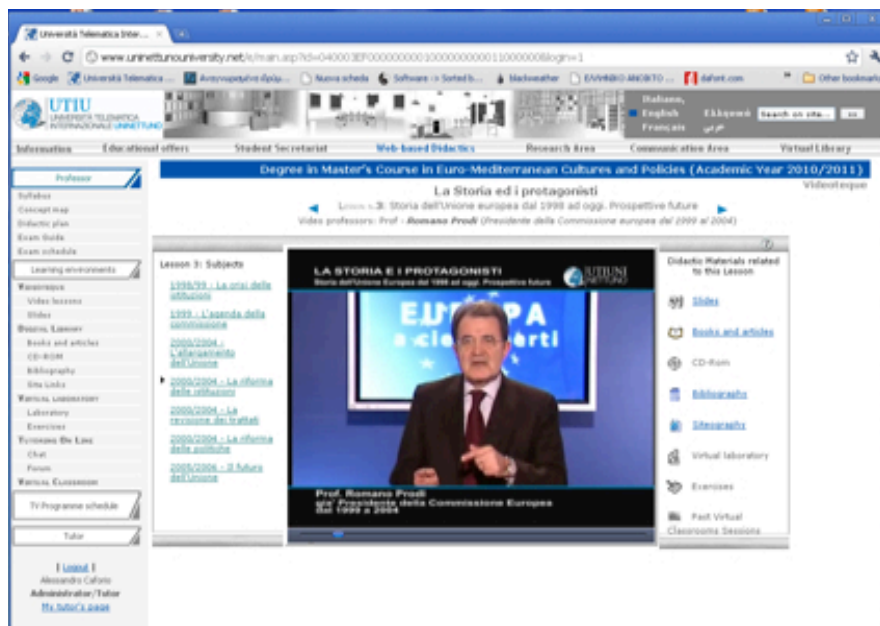 Università Telematica Inter...
www.uninettunouniversity.net/e/main.asp?
Google
Università Telematica ...
Nuova scheda
Software -> Sorted b...
blackweather
dafont.com
Other bookmarks
UTIU
UNIVERSITÀ TELEMATICA
INTERNAZIONALE UNINETTUNO
Italiano,
English
Ελληνικά
Français
عربي
Search on site...
Information
Educational offers
Student Secretariat
Web-based Didactics
Research Area
Communication Area
Virtual Library
Degree in Master's Course in Euro-Mediterranean Cultures and Policies (Academic Year 2010/2011)
Videoteque
La Storia ed i protagonisti
Lesson n. 3: Storia dell'Unione europea dal 1998 ad oggi. Prospettive future
Video professors: Prof - Romano Prodi (Presidente della Commissione europea dal 1999 al 2004)
Professor
Syllabus
Concept map
Didactic plan
Exam Guide
Exam schedule
Learning environments
Videoteque
Video lessons
Slides
Digital Library
Books and articles
CD-ROM
Bibliography
Site Links
Virtual laboratory
Laboratory
Exercises
Tutoring On Line
Chat
Forum
Virtual Classroom
TV Programme schedule
Tutor
[ Logout ]
Alessandro Caforio
Administrator/Tutor
My tutor's page
Lesson 3: Subjects
1998/99 - La crisi delle
istituzioni
1999 - L'agenda della
commissione
2000/2004 -
L'allargamento
dell'Unione
2000/2004 - La riforma
delle istituzioni
2000/2004 - La
revisione dei trattati
2000/2004 - La riforma
delle politiche
2005/2006 - Il futuro
dell'Unione
LA STORIA E I PROTAGONISTI
Storia dell'Unione Europea dal 1998 ad oggi. Prospettive future
UTIUNI
NETTUNO
EUROPA
Prof. Romano Prodi
gia' Presidente della Commissione Europea
dal 1999 a 2004
Didactic Materials related
to this Lesson
Slides
Books and articles
CD-Rom
Bibliography
Sitography
Virtual laboratory
Exercises
Past Virtual
Classrooms Sessions